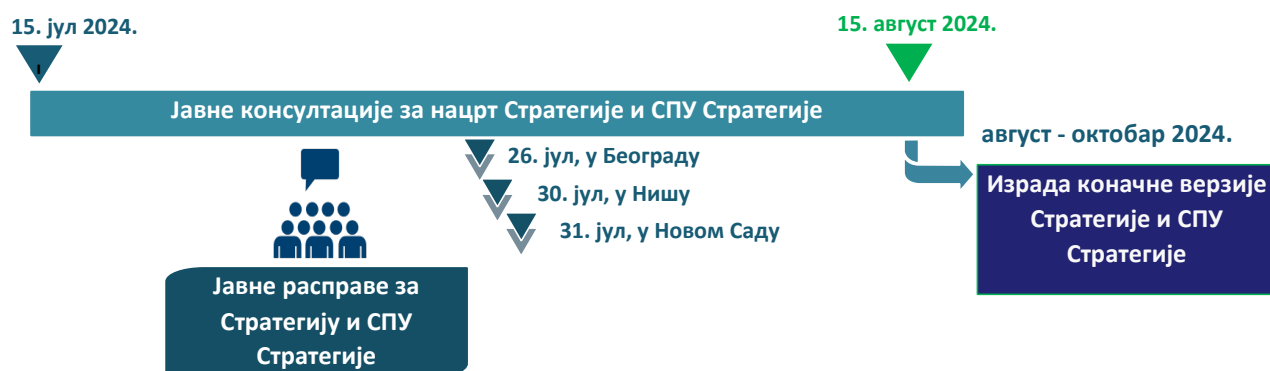 15. јул 2024.
15. август 2024.
Јавне консултације за нацрт Стратегије и СПУ Стратегије
август - октобар 2024.
26. јул, у Београду
30. јул, у Нишу
31. јул, у Новом Саду
Израда коначне верзије
Стратегије и СПУ
Стратегије
Јавне расправе за
Стратегију и СПУ
Стратегије